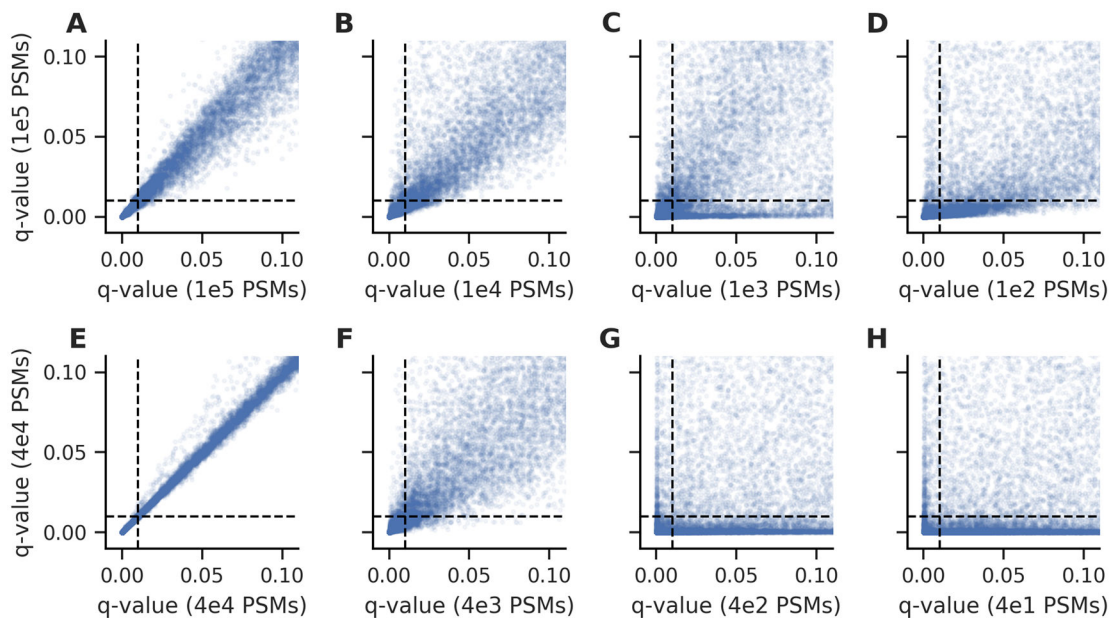 A B C D
q-value (1e5 PSMs)
0.10
0.05
0.00
0.00 0.05 0.10 0.00 0.05 0.10 0.00 0.05 0.10 0.00 0.05 0.10
q-value (1e5 PSMs) q-value (1e4 PSMs) q-value (1e3 PSMs) q-value (1e2 PSMs)
E F G H
q-value (4e4 PSMs)
0.10
0.05
0.00
0.00 0.05 0.10 0.00 0.05 0.10 0.00 0.05 0.10 0.00 0.05 0.10
q-value (4e4 PSMs) q-value (4e3 PSMs) q-value (4e2 PSMs) q-value (4e1 PSMs)